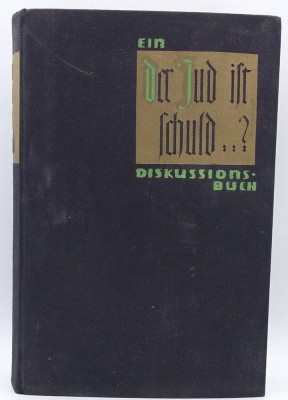 EIN
Der Jud ist
schuld...?
DISKUSSIONS-
BUCH